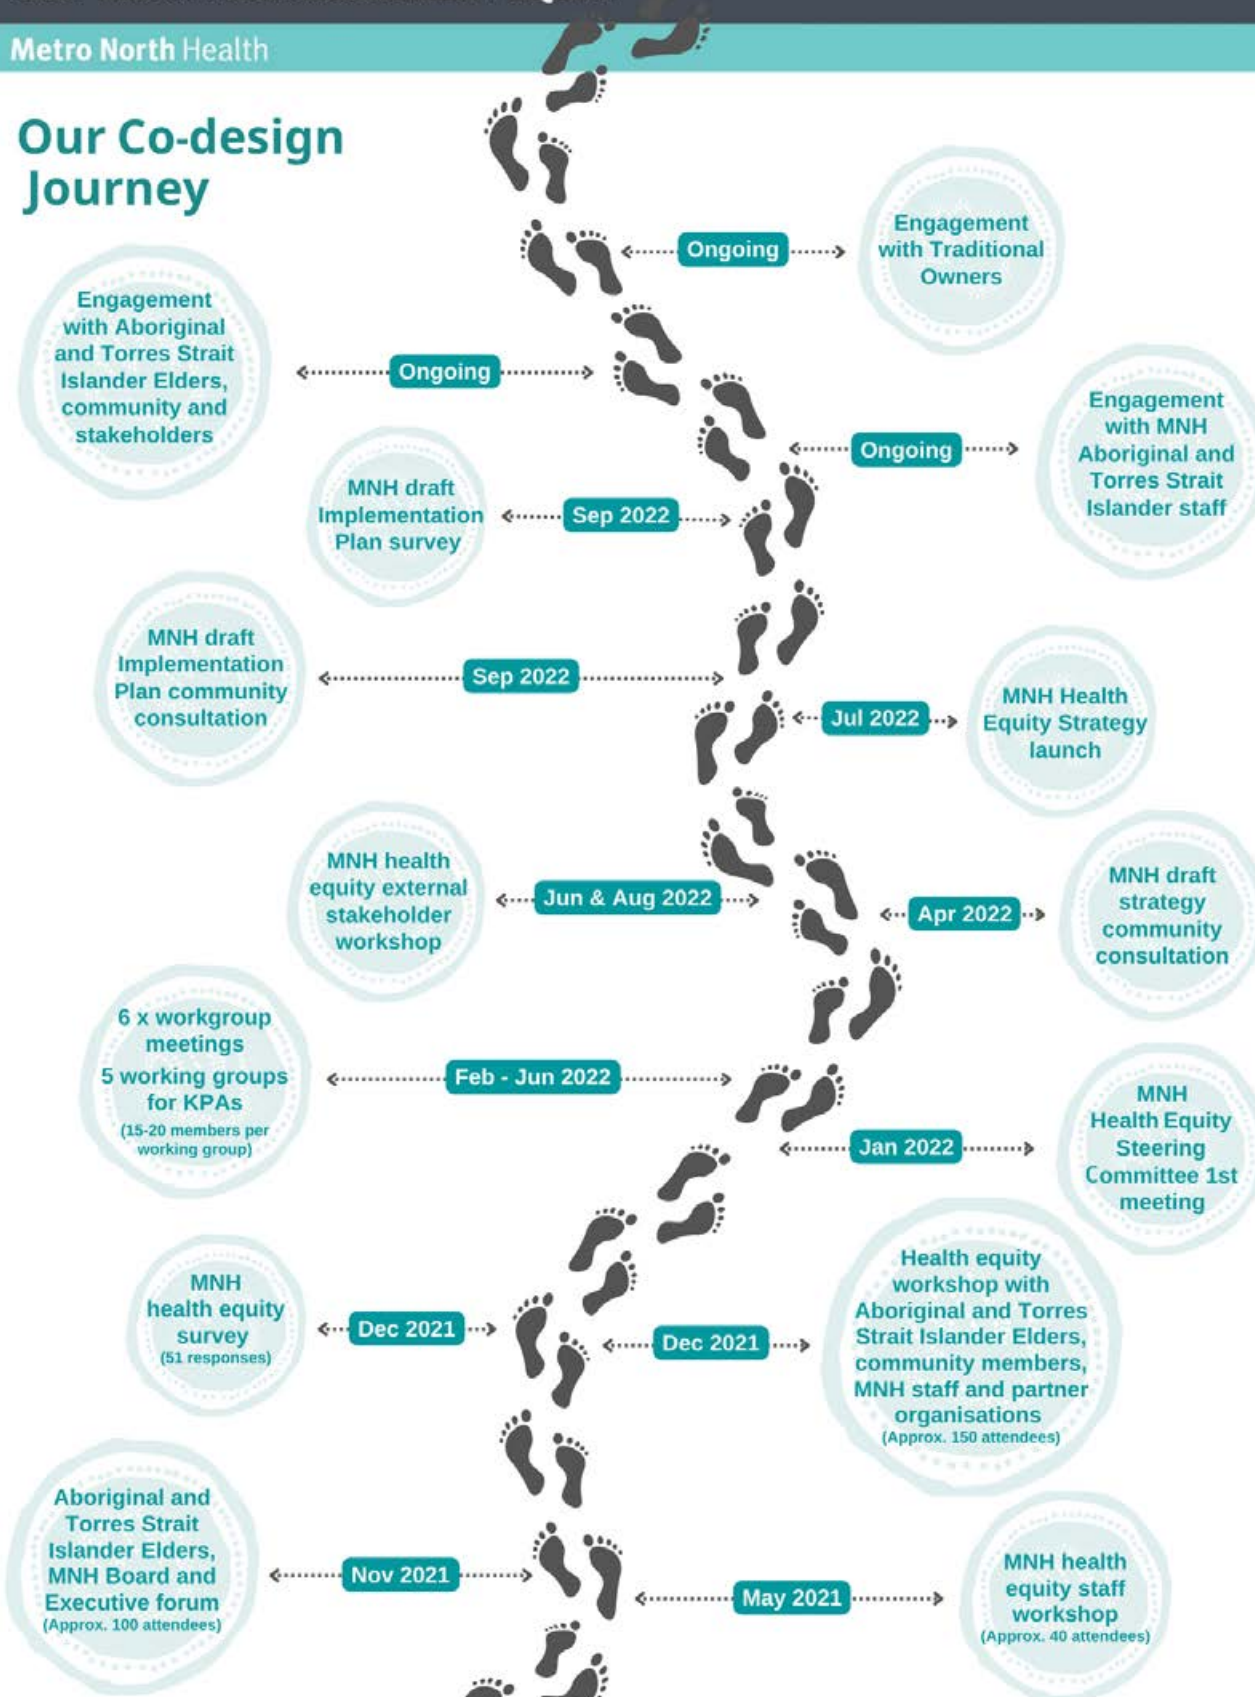 Metro North Health
Our Co-design
Journey
Ongoing
Engagement
with Traditional
Owners
Engagement
with Aboriginal
and Torres Strait
Islander Elders,
community and
stakeholders
Ongoing
Ongoing
Engagement
with MNH
Aboriginal and
Torres Strait
Islander staff
MNH draft
Implementation
Plan survey
Sep 2022
MNH draft
Implementation
Plan community
consultation
Sep 2022
Jul 2022
MNH Health
Equity Strategy
launch
MNH health
equity external
stakeholder
workshop
Jun & Aug 2022
Apr 2022
MNH draft
strategy
community
consultation
6 x workgroup
meetings
5 working groups
for KPAs
(15-20 members per
working group)
Feb - Jun 2022
Jan 2022
MNH
Health Equity
Steering
Committee 1st
meeting
MNH
health equity
survey
(51 responses)
Dec 2021
Dec 2021
Health equity
workshop with
Aboriginal and Torres
Strait Islander Elders,
community members,
MNH staff and partner
organisations
(Approx. 150 attendees)
Aboriginal and
Torres Strait
Islander Elders,
MNH Board and
Executive forum
(Approx. 100 attendees)
Nov 2021
May 2021
MNH health
equity staff
workshop
(Approx. 40 attendees)